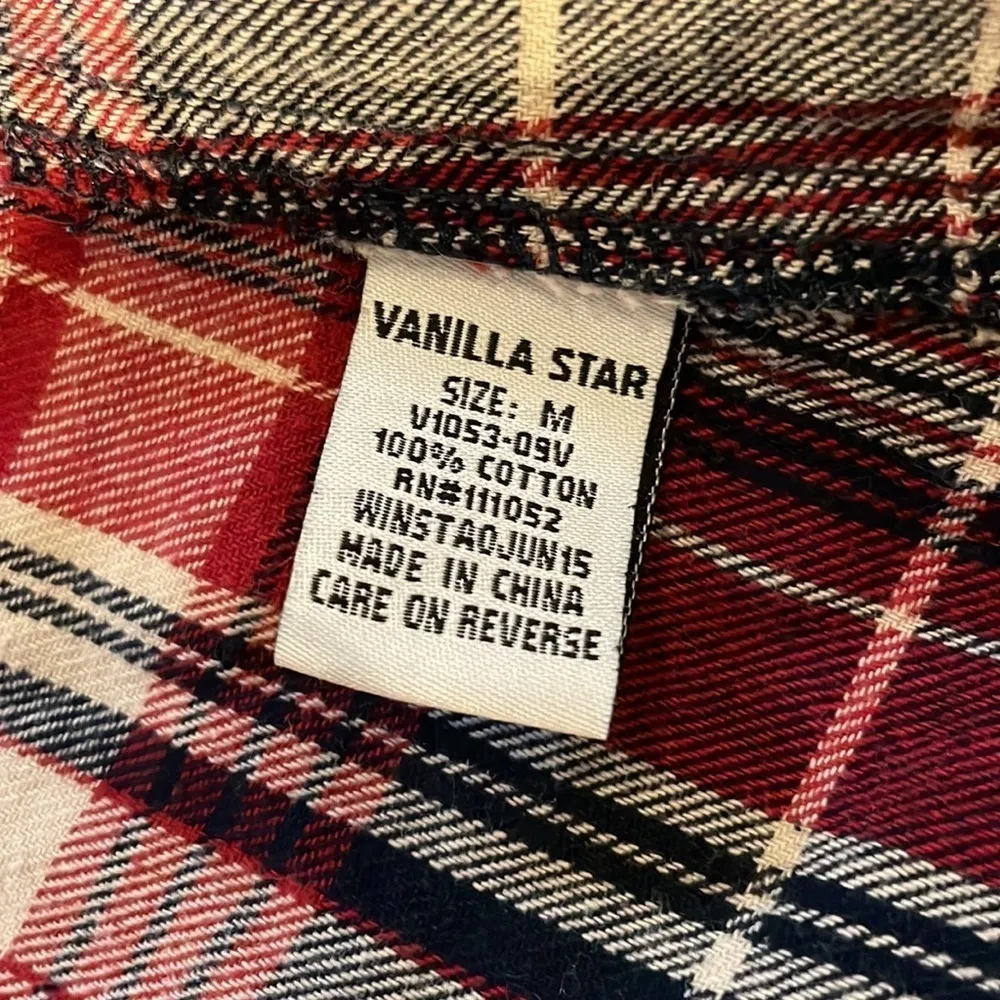 VANILLA STAR
SIZE: M
V1053-09V
100% COTTON
RN#111052
WINSTAOJUN15
MADE IN CHINA
CARE ON REVERSE